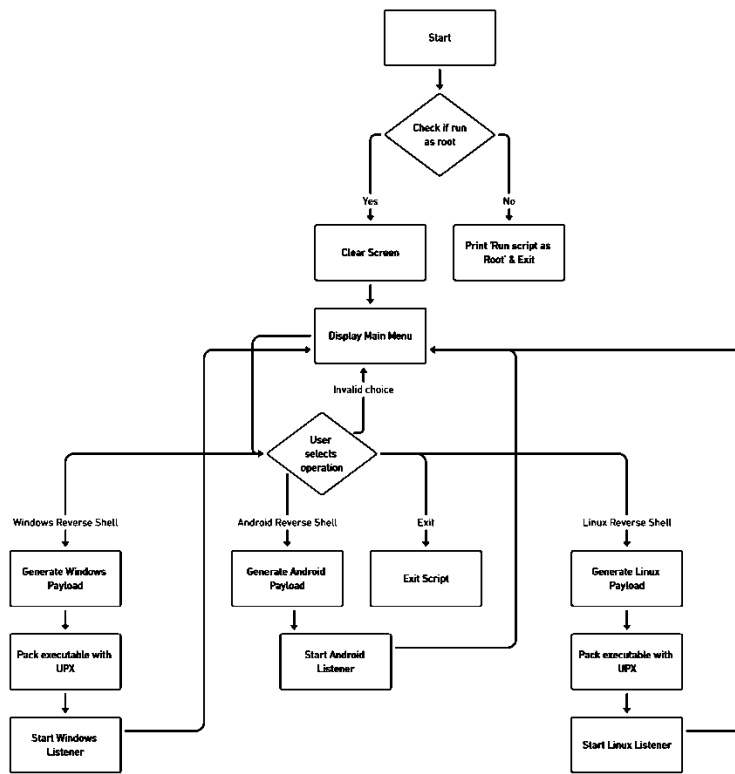 Start
Check if run
as root
Yes
No
Clear Screen
Print 'Run script as
Root' & Exit
Display Main Menu
Invalid choice
User
selects
operation
Windows Reverse Shell
Android Reverse Shell
Exit
Linux Reverse Shell
Generate Windows
Payload
Generate Android
Payload
Exit Script
Generate Linux
Payload
Pack executable with
UPX
Start Android
Listener
Pack executable with
UPX
Start Windows
Listener
Start Linux Listener